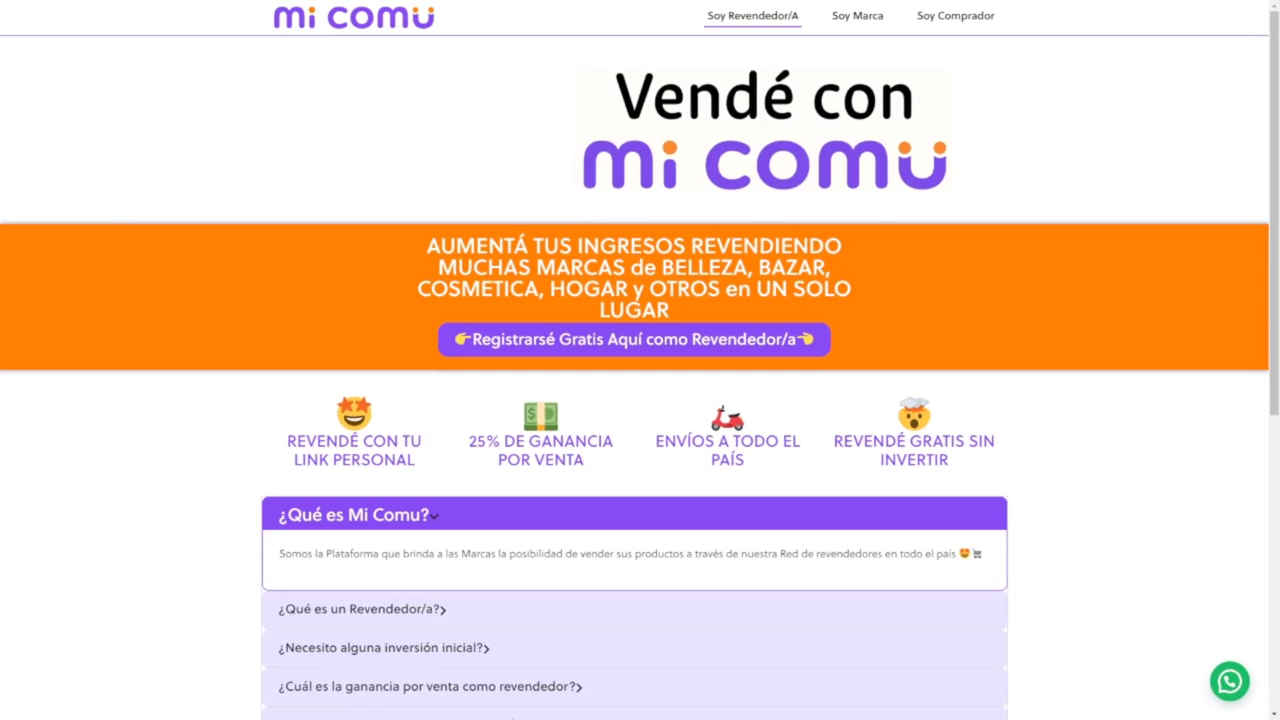 mi comü
Soy Revendedor/A
Soy Marca
Soy Comprador
Vendé con
mi comü
AUMENTÁ TUS INGRESOS REVENDIENDO
MUCHAS MARCAS de BELLEZA, BAZAR,
COSMETICA, HOGAR y OTROS en UN SOLO
LUGAR
👉Registrarsé Gratis Aquí como Revendedor/a👈
REVENDÉ CON TU
LINK PERSONAL
25% DE GANANCIA
POR VENTA
ENVÍOS A TODO EL
PAÍS
REVENDÉ GRATIS SIN
INVERTIR
¿Qué es Mi Comu?
Somos la Plataforma que brinda a las Marcas la posibilidad de vender sus productos a través de nuestra Red de revendedores en todo el país 🤩🛒
¿Qué es un Revendedor/a?
¿Necesito alguna inversión inicial?
¿Cuál es la ganancia por venta como revendedor?